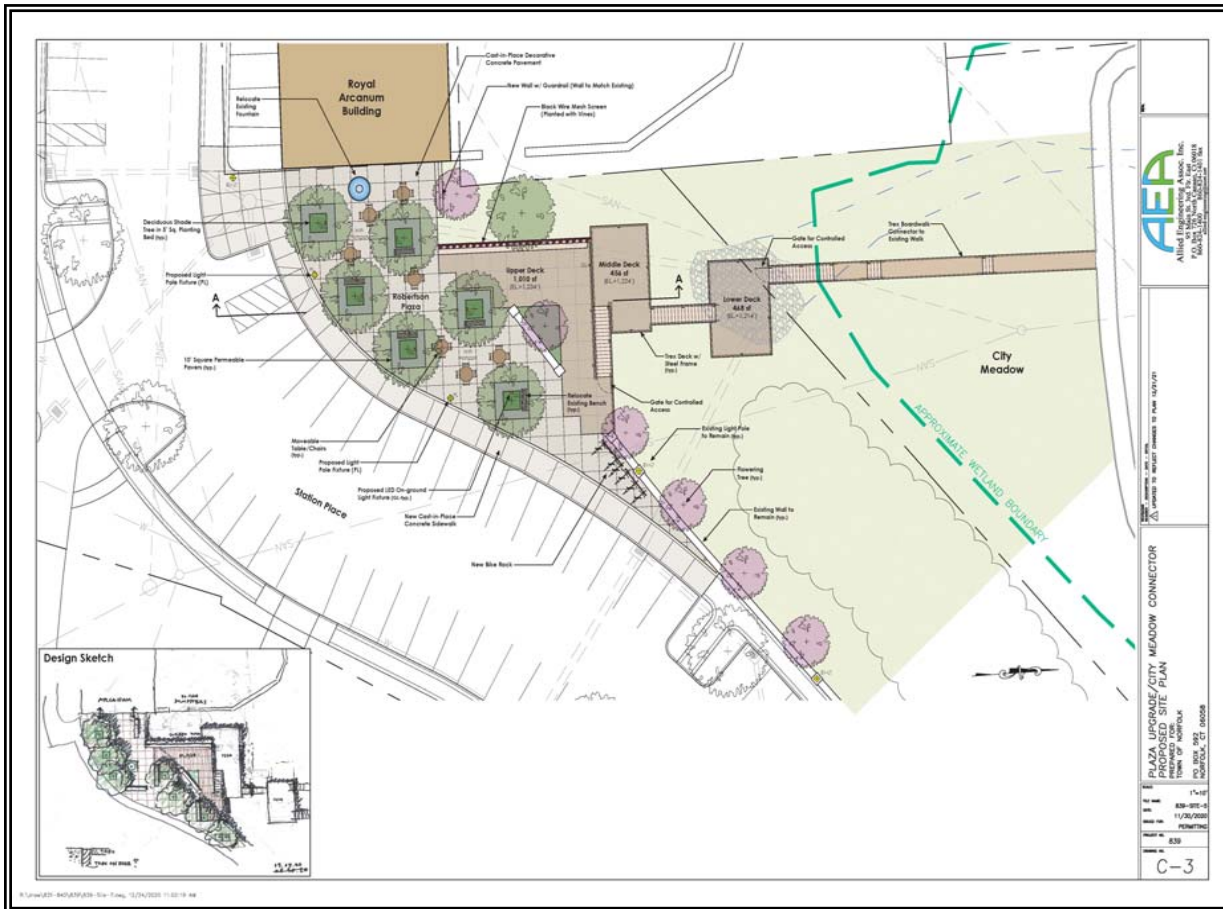 Royal
Arcanum
Building
Relocate
Existing
Fountain
Cast-in-Place Decorative
Concrete Pavement
New Wall w/ Guardrail (Wall to Match Existing)
Black Wire Mesh Screen
(Planted with Vines)
Deciduous Shade
Tree in 5' Sq. Planting
Bed (typ.)
Proposed Light
Pole Fixture (PL)
A
Robertson
Plaza
Upper Deck
1,010 sf
Middle Deck
Lower Deck
468 sf
A
Gate for Controlled
Access
Trex Boardwalk
Connector to
Existing Walk
City
Meadow
10' Square Permeable
Pavers (typ.)
Trex Deck w/
Steel Frame
(typ.)
Relocate
Existing Bench
(typ.)
Gate for Controlled
Access
Moveable
Table/Chairs
(typ.)
Proposed Light
Pole Fixture (PL)
Existing Light Pole
to Remain (typ.)
Flowering
Tree (typ.)
Proposed LED On-ground
Station Place
New Cast-in-Place
Concrete Sidewalk
Existing Wall to
Remain (typ.)
New Bike Rack
APPROXIMATE WETLAND BOUNDARY
SAN
NWS
Design Sketch
AEA
Allied Engineering Assoc. Inc.
PLAZA UPGRADE/CITY MEADOW CONNECTOR
PROPOSED SITE PLAN
PREPARED FOR:
TOWN OF NORFOLK
PO BOX 592
NORFOLK, CT 06058
1"=10'
11/30/2020
PERMITTING
839
C-3